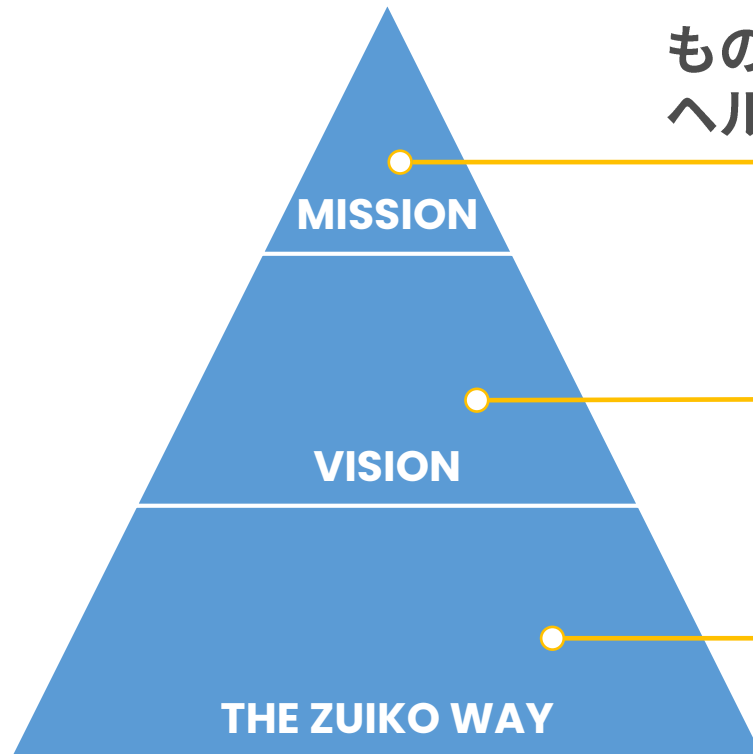 もの
ヘル
MISSION
VISION
THE ZUIKO WAY